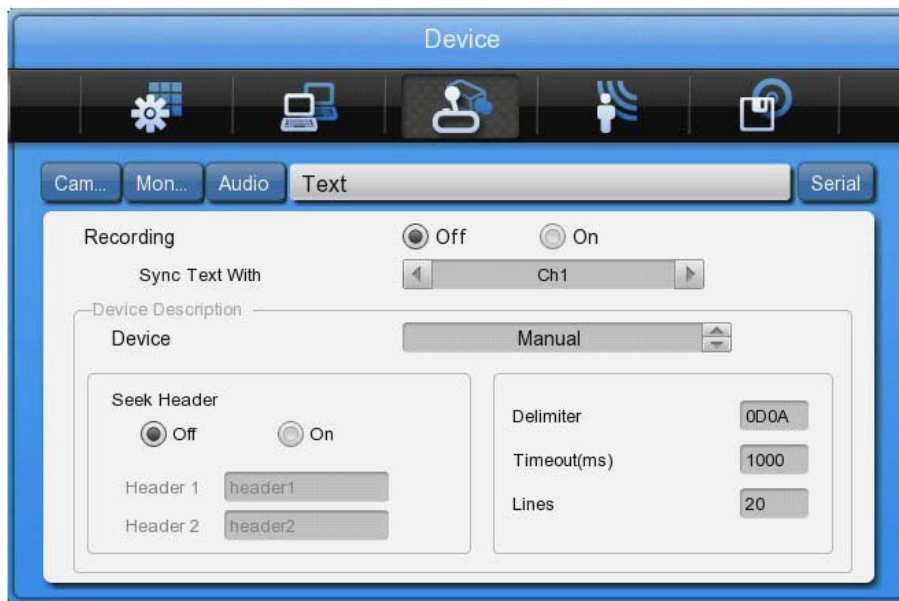 Device
Cam... Mon... Audio Text Serial
Recording Off On
Sync Text With Ch1
Device Description
Device Manual
Seek Header
Off On
Header 1 header1
Header 2 header2
Delimiter 0D0A
Timeout(ms) 1000
Lines 20